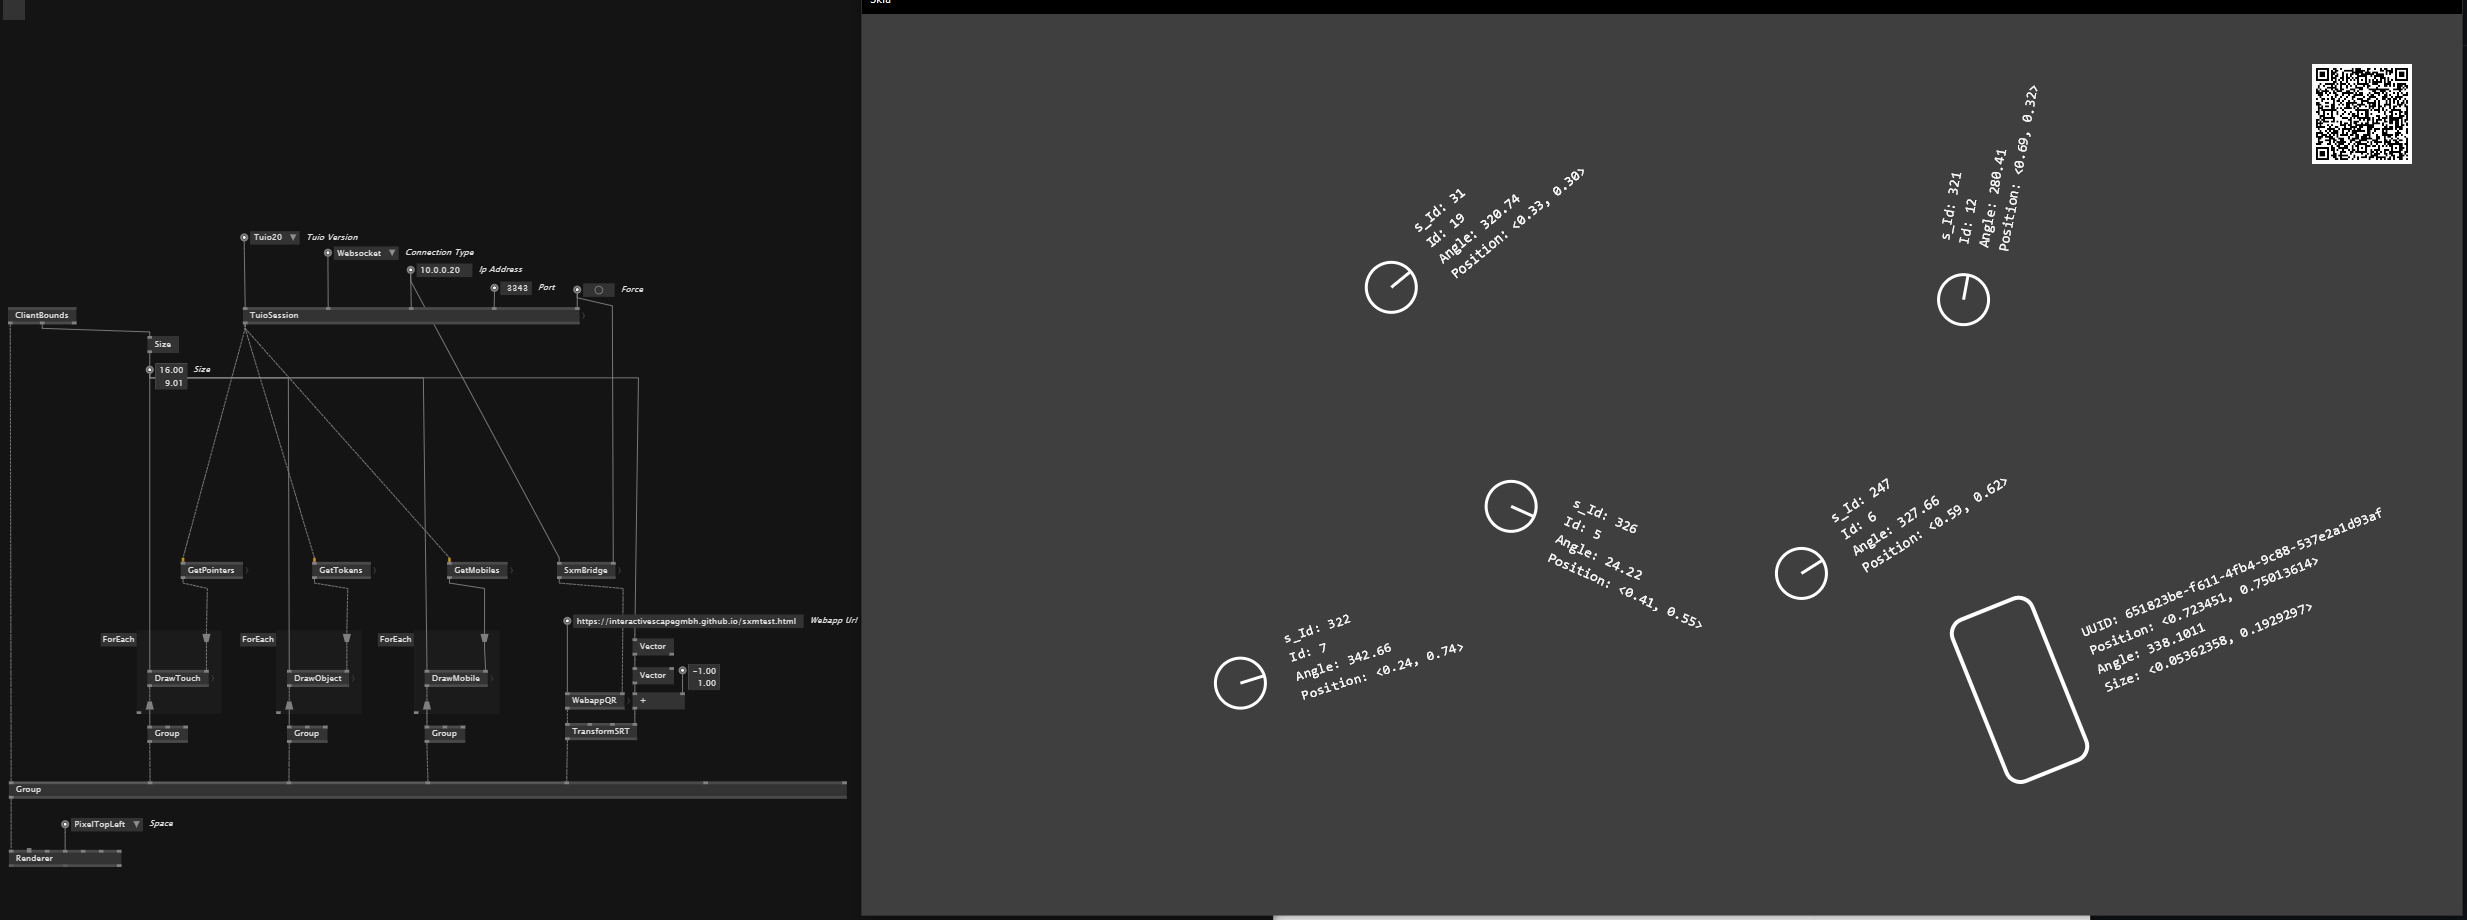 Skia
Tuio20
Tuio Version
Websocket
Connection Type
10.0.0.20
Ip Address
3343
Port
Force
ClientBounds
TuioSession
Size
16.00
9.01
Size
GetPointers
GetTokens
GetMobiles
SxmBridge
https://interactivescapegmbh.github.io/sxmtest.html
Webapp Url
ForEach
ForEach
ForEach
Vector
DrawTouch
DrawObject
DrawMobile
Vector
-1.00
1.00
WebappQR
+
Group
Group
Group
TransformSRT
Group
PixelTopLeft
Space
Renderer
s_Id: 31
Id: 19
Angle: 320.74
Position: <0.33, 0.30>
s_Id: 321
Id: 12
Angle: 280.41
Position: <0.69, 0.32>
s_Id: 326
Id: 5
Angle: 24.22
Position: <0.41, 0.55>
s_Id: 247
Id: 6
Angle: 327.66
Position: <0.59, 0.62>
s_Id: 322
Id: 7
Angle: 342.66
Position: <0.24, 0.74>
UUID: 651823be-f611-4fb4-9c88-537e2a1d93af
Position: <0.723451, 0.75013614>
Angle: 338.1011
Size: <0.05362358, 0.1929297>